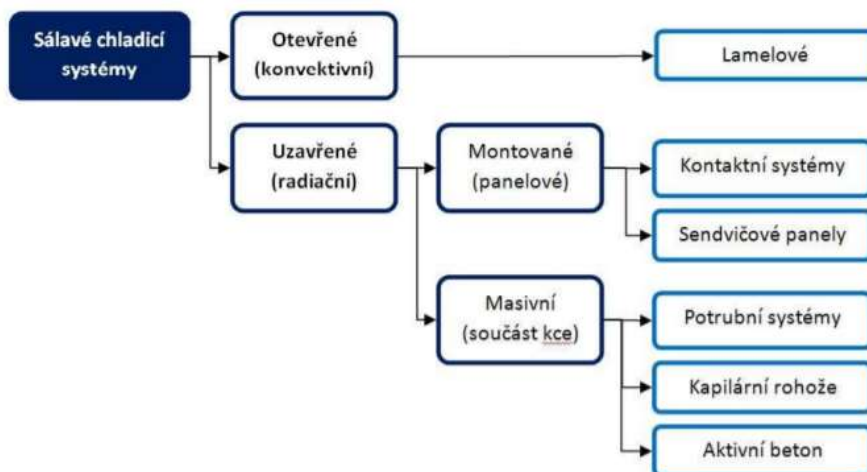 Sálavé chladicí
systémy
Otevřené
(konvektivní)
Lamelové
Uzavřené
(radiační)
Montované
(panelové)
Kontaktní systémy
Sendvičové panely
Masivní
(součást kce)
Potrubní systémy
Kapilární rohože
Aktivní beton